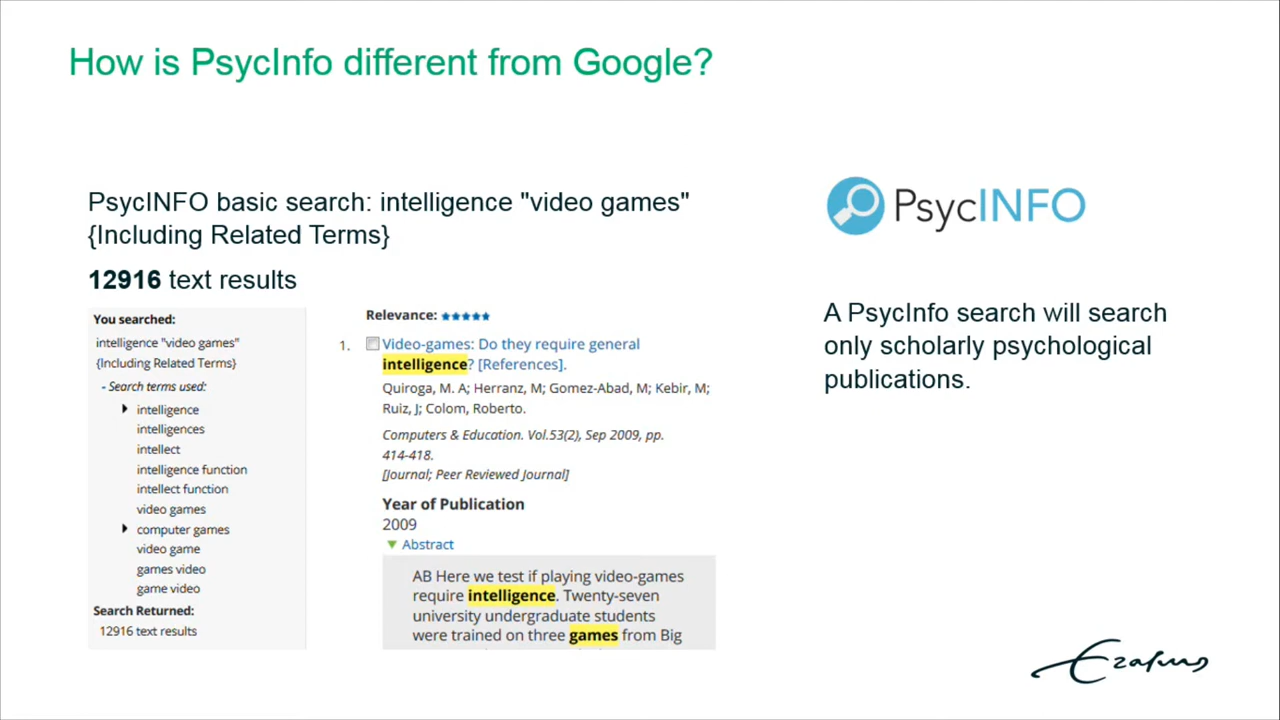 How is PsycInfo different from Google?
PsycINFO basic search: intelligence "video games"
{Including Related Terms}
12916 text results
You searched:
intelligence "video games"
{Including Related Terms}
- Search terms used:
intelligence
intelligences
intellect
intelligence function
intellect function
video games
computer games
video game
games video
game video
Search Returned:
12916 text results
Relevance:
1. Video-games: Do they require general
intelligence? [References].
Quiroga, M. A; Herranz, M; Gomez-Abad, M; Kebir, M;
Ruiz, J; Colom, Roberto.
Computers & Education. Vol.53(2), Sep 2009, pp.
414-418.
[Journal; Peer Reviewed Journal]
Year of Publication
2009
Abstract
AB Here we test if playing video-games
require intelligence. Twenty-seven
university undergraduate students
were trained on three games from Big
PsycINFO
A PsycInfo search will search
only scholarly psychological
publications.
Erasmus